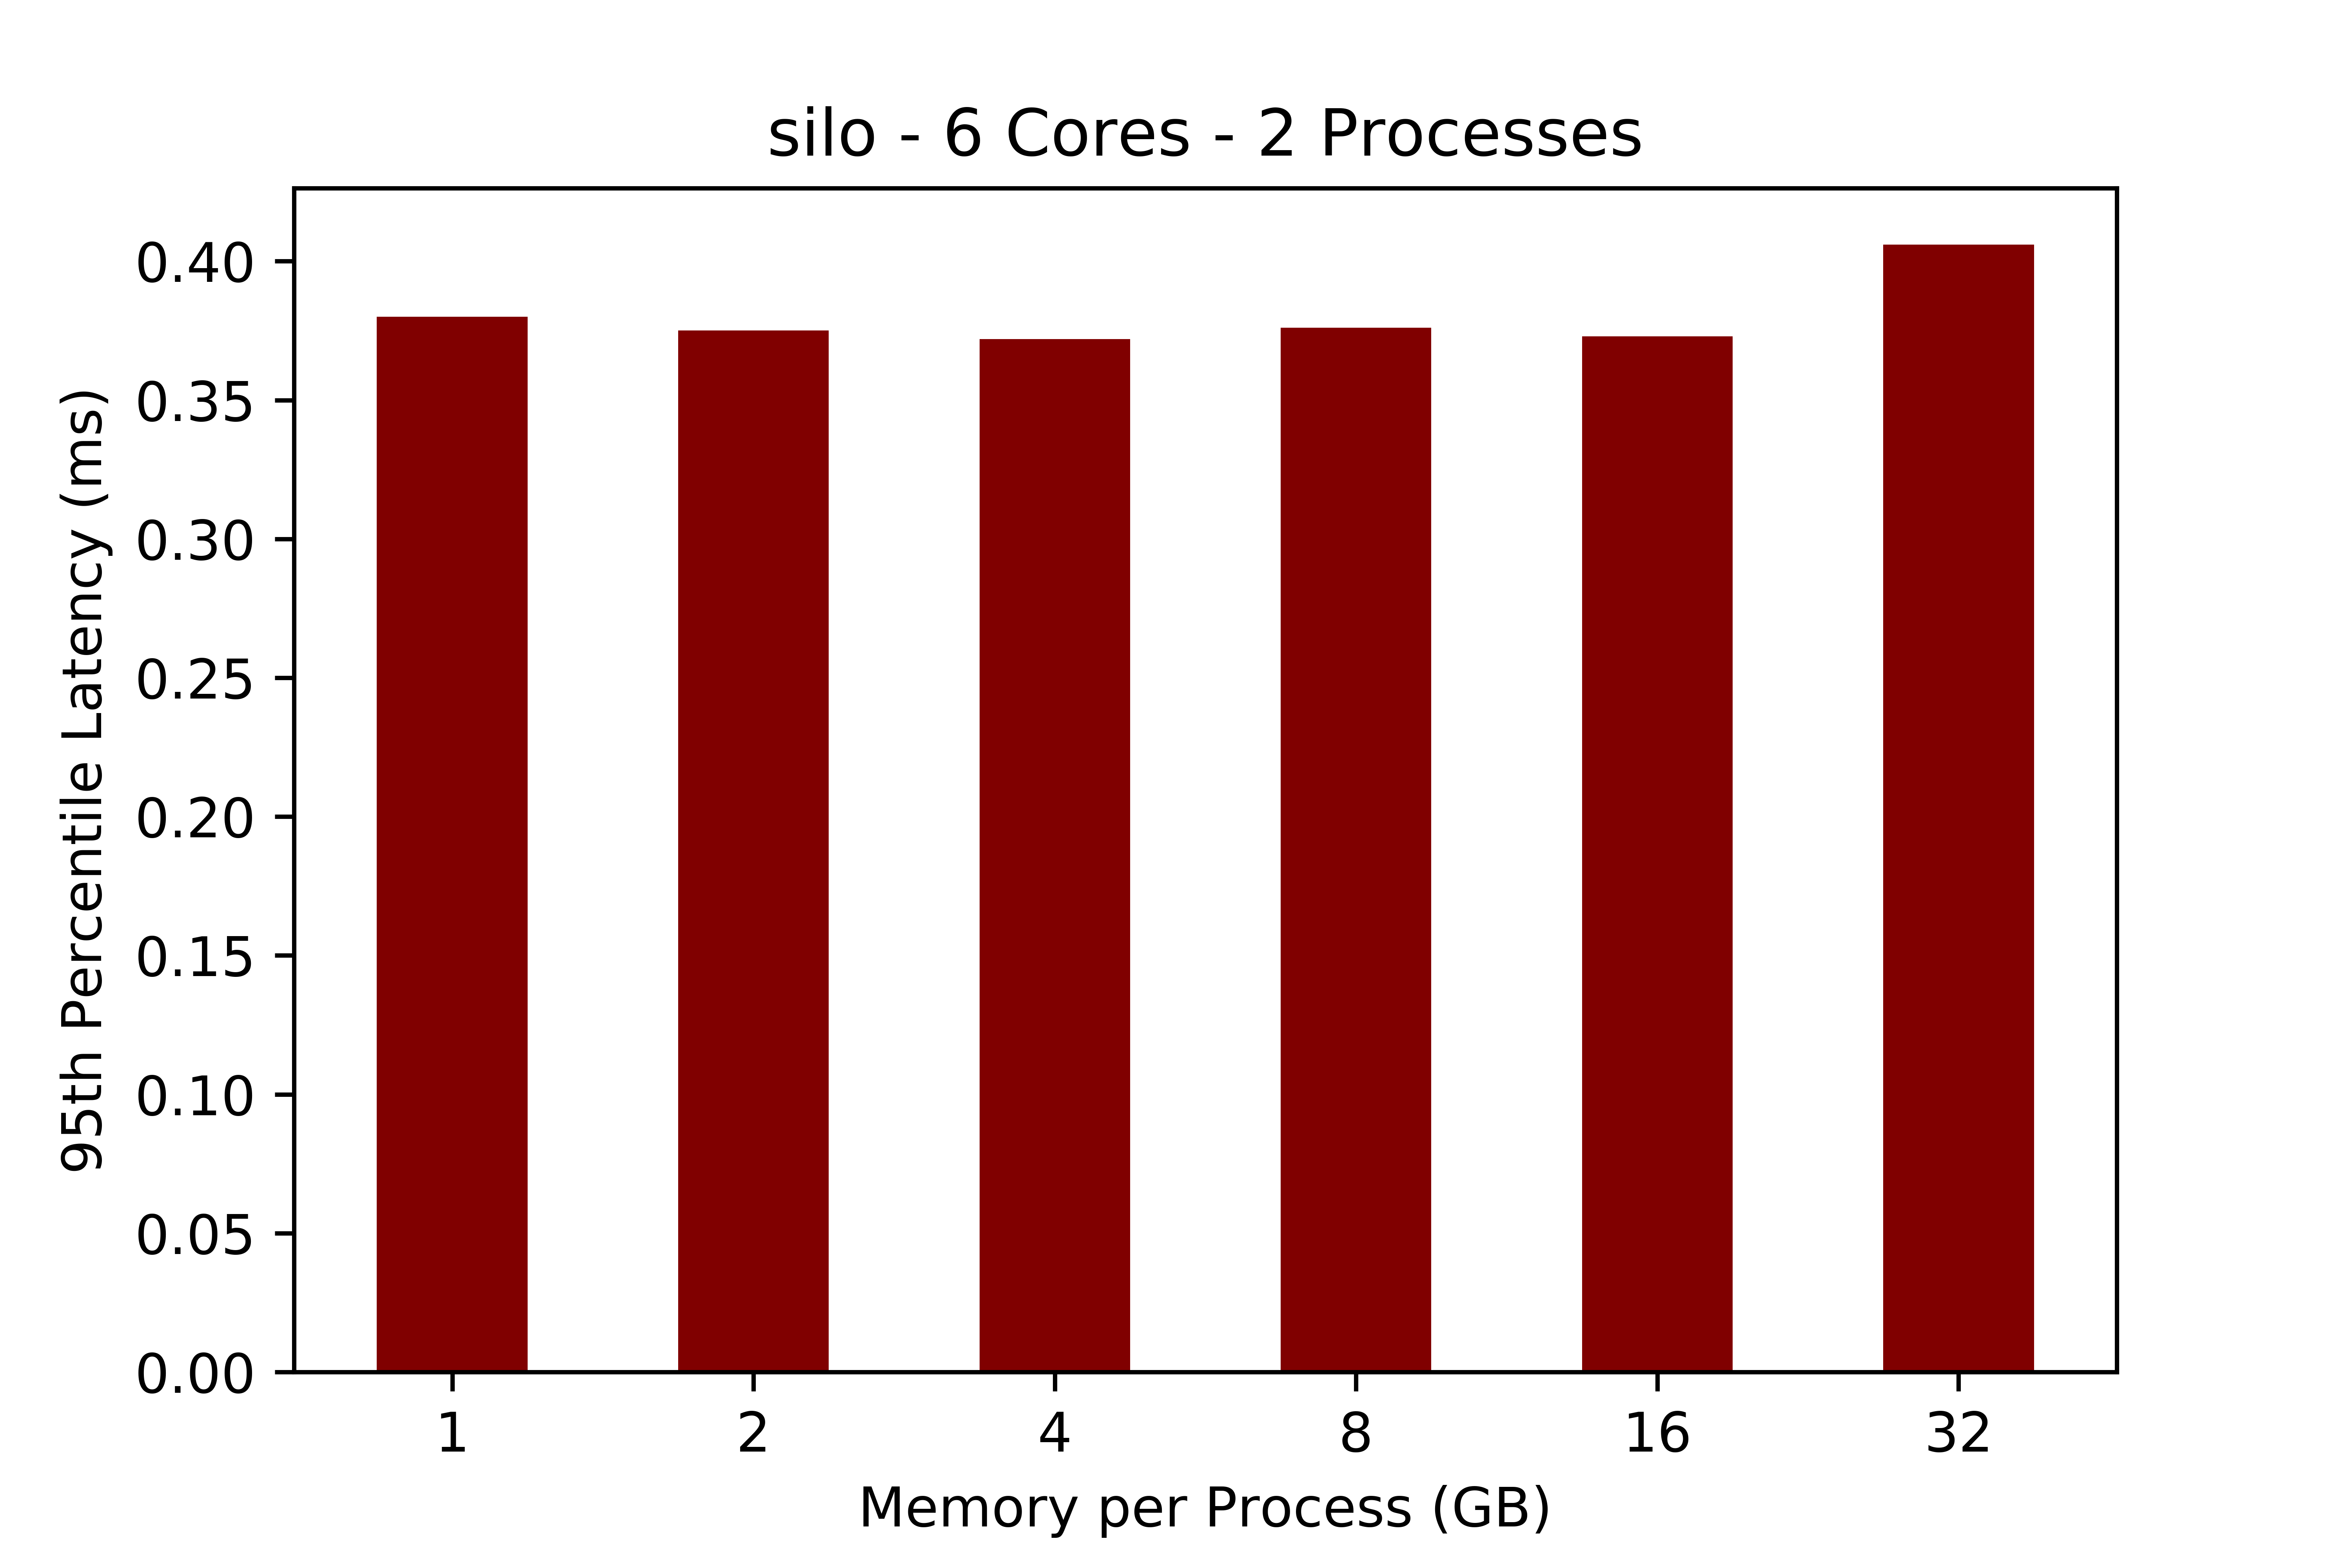 silo - 6 Cores - 2 Processes
95th Percentile Latency (ms)
0.40
0.35
0.30
0.25
0.20
0.15
0.10
0.05
0.00
1 2 4 8 16 32
Memory per Process (GB)